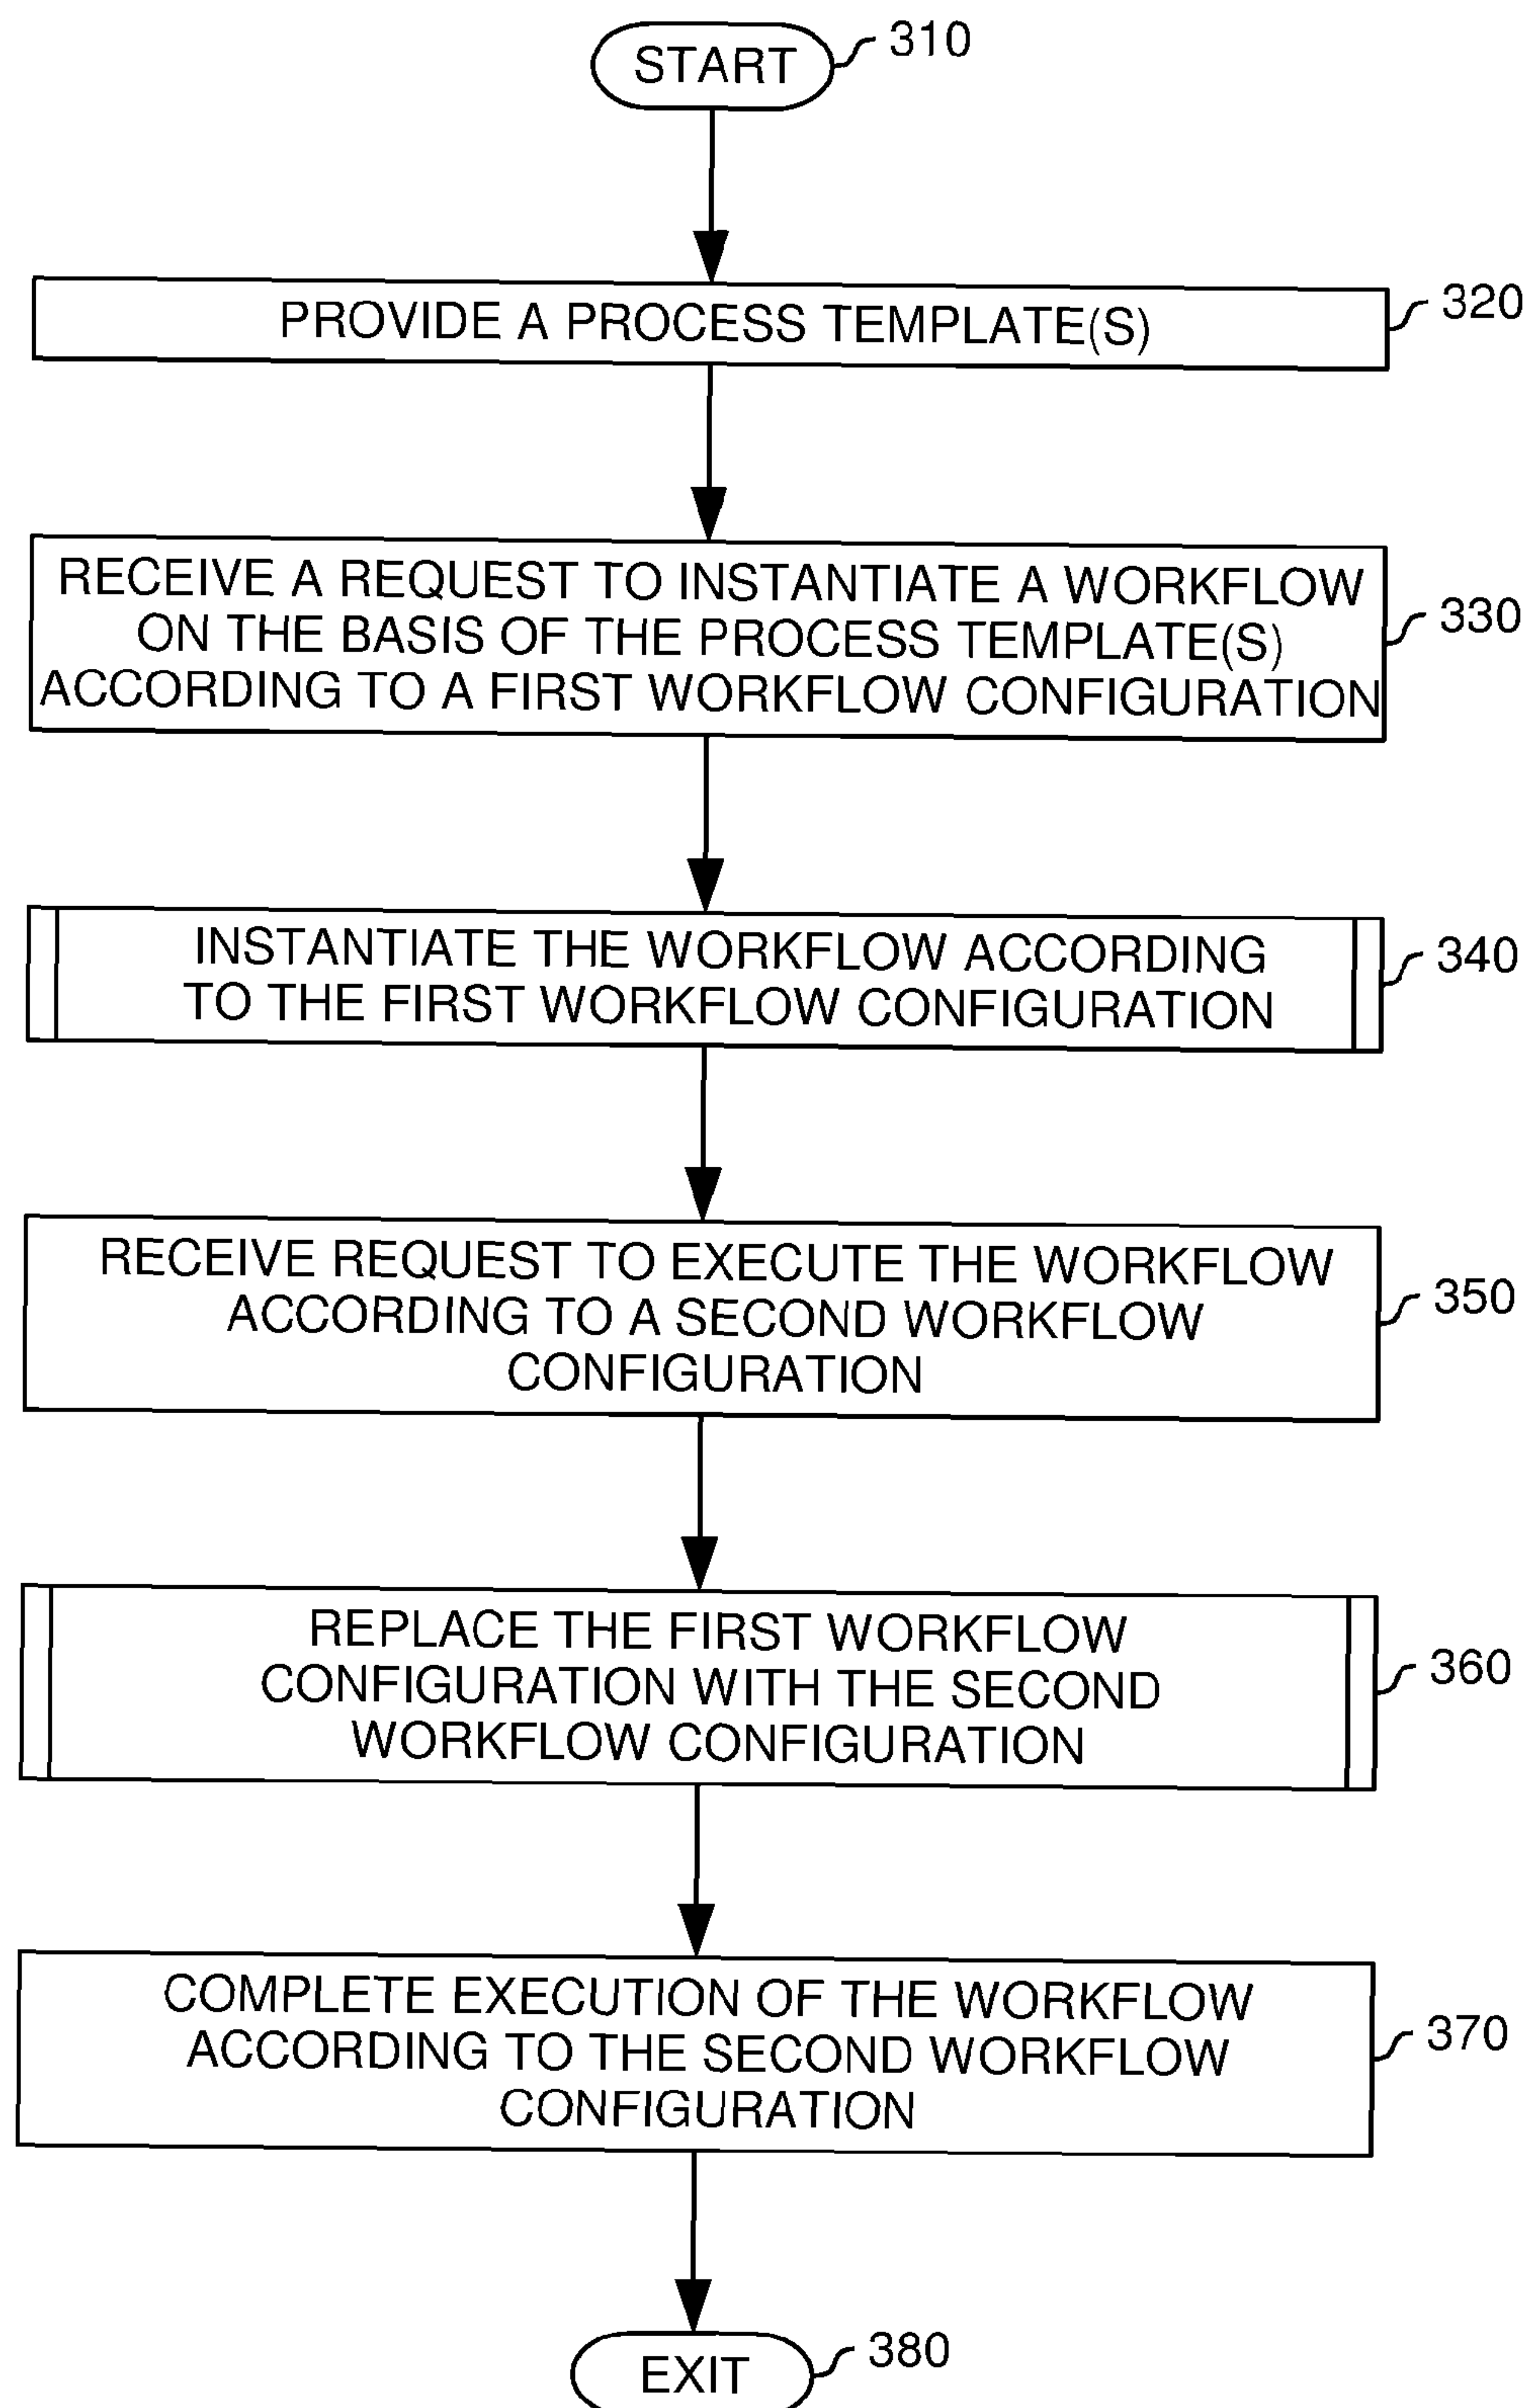 START
310
PROVIDE A PROCESS TEMPLATE(S)
320
RECEIVE A REQUEST TO INSTANTIATE A WORKFLOW
ON THE BASIS OF THE PROCESS TEMPLATE(S)
ACCORDING TO A FIRST WORKFLOW CONFIGURATION
330
INSTANTIATE THE WORKFLOW ACCORDING
TO THE FIRST WORKFLOW CONFIGURATION
340
RECEIVE REQUEST TO EXECUTE THE WORKFLOW
ACCORDING TO A SECOND WORKFLOW
CONFIGURATION
350
REPLACE THE FIRST WORKFLOW
CONFIGURATION WITH THE SECOND
WORKFLOW CONFIGURATION
360
COMPLETE EXECUTION OF THE WORKFLOW
ACCORDING TO THE SECOND WORKFLOW
CONFIGURATION
370
EXIT
380